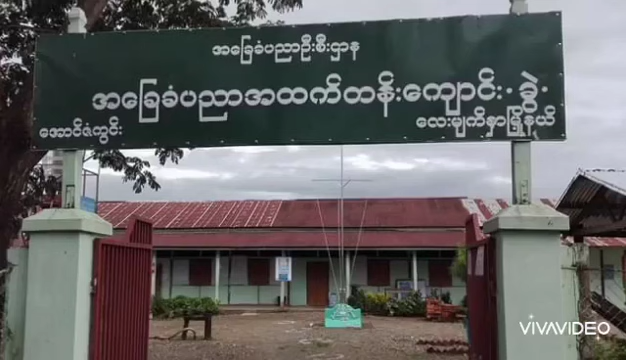 အခြေခံပညာဦးစီးဌာန
အခြေခံပညာအထက်တန်းကျောင်း·ခွဲ·
အောင်ဇံကွင်း
လေးမျက်နှာမြို့နယ်
VIVAVIDEO